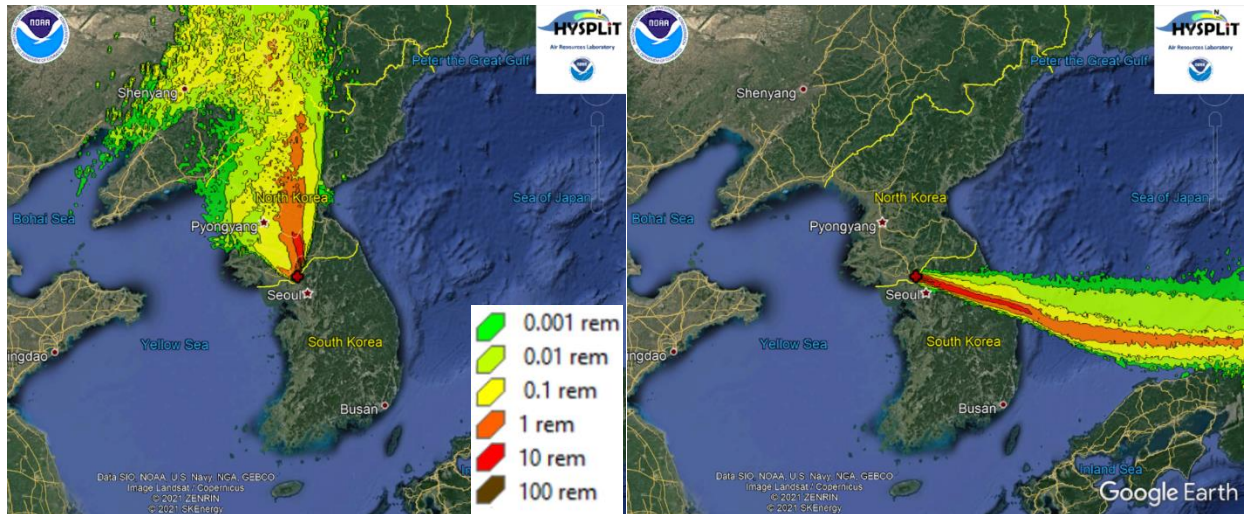 NOAA
N
HYSPLIT
Air Resources Laboratory
Peter the Great Gulf
Shenyang
North Korea
Sea of Japan
Bohai Sea
Pyongyang
Seoul
Yellow Sea
South Korea
ingdao
Busan
Data SIO, NOAA, U.S. Navy, NGA, GEBCO
Image Landsat / Copernicus
© 2021 ZENRIN
© 2021 SKEnergy
0.001 rem
0.01 rem
0.1 rem
1 rem
10 rem
100 rem
NOAA
N
HYSPLIT
Air Resources Laboratory
Peter the Great Gulf
Shenyang
North Korea
Sea of Japan
Bohai Sea
Pyongyang
Seoul
Yellow Sea
South Korea
ingdao
Busan
Inland Sea
Data SIO, NOAA, U.S. Navy, NGA, GEBCO
Image Landsat / Copernicus
© 2021 ZENRIN
© 2021 SKEnergy
Google Earth